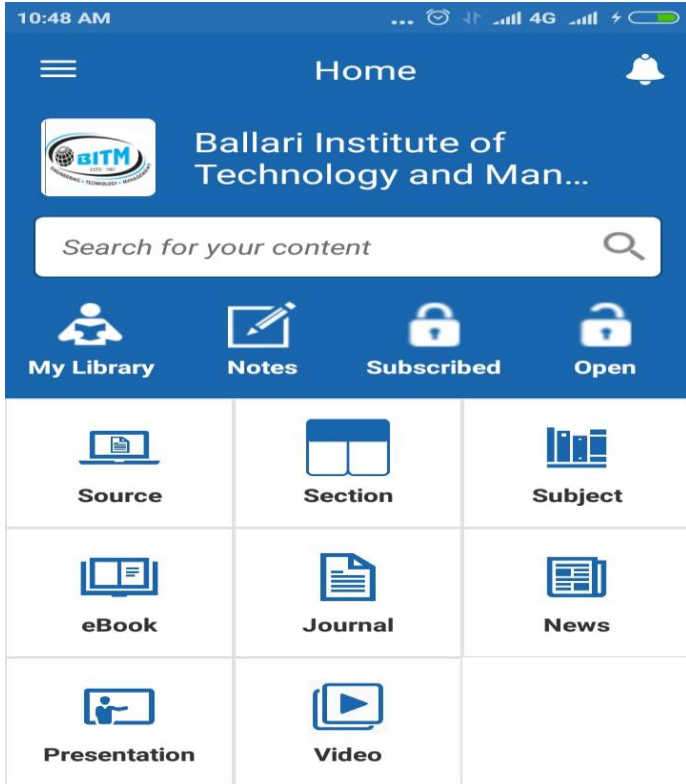 10:48 AM ... 4G
Home
BITM
Ballari Institute of
Technology and Man...
Search for your content
My Library Notes Subscribed Open
Source Section Subject
eBook Journal News
Presentation Video